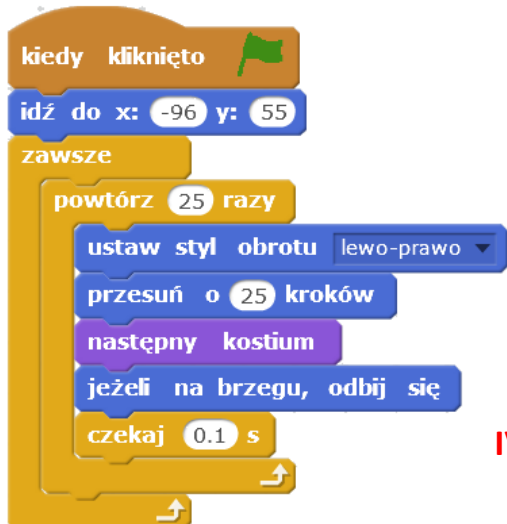 kiedy kliknięto
idź do x: -96 y: 55
zawsze
powtórz 25 razy
ustaw styl obrotu lewo-prawo
przesuń o 25 kroków
następny kostium
jeżeli na brzegu, odbij się
czekaj 0.1 s